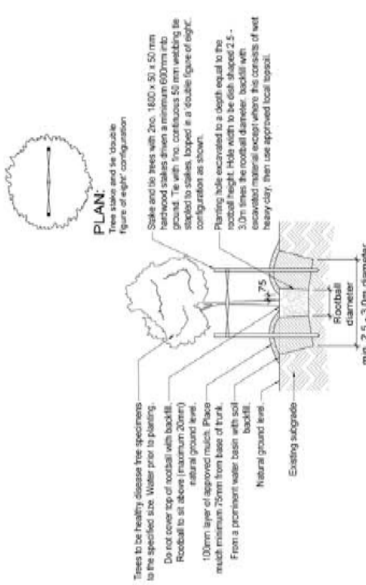 PLAN:
Tree stake and tie 'double
figure of eight' configuration
Stake and tie trees with 2no. 1800 x 50 x 50 mm
hardwood stakes driven a minimum 600mm into
ground. Tie with 1no. continuous 50 mm webbing tie
stapled to stakes, looped in a 'double figure of eight',
configuration as shown.
Planting hole excavated to a depth equal to the
rootball height. Hole width to be dish shaped 2.5 -
3.0m times the rootball diameter. backfill with
excavated material except where this consists of wet
heavy clay, then use approved local topsoil.
Trees to be healthy, disease free specimens
to the specified size. Water prior to planting.
Do not cover top of rootball with backfill.
Rootball to sit above (maximum 20mm)
natural ground level.
100mm layer of approved mulch. Place
mulch minimum 75mm from base of trunk.
From a prominent water basin with soil
backfill.
Natural ground level.
Existing subgrade
75
Rootball
diameter
min. 2.5 - 3.0m diameter